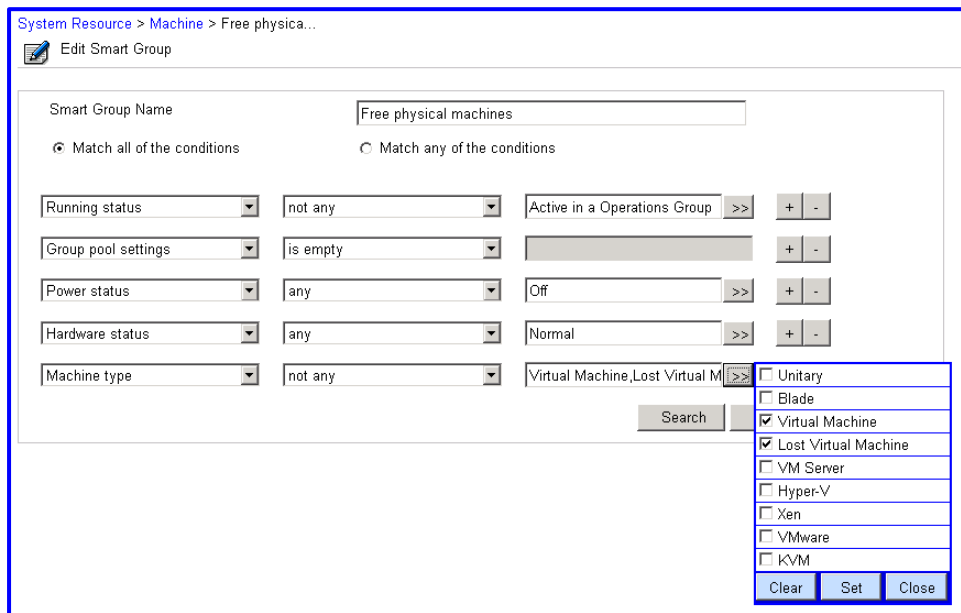 System Resource > Machine > Free physica...
Edit Smart Group
Smart Group Name
Free physical machines
Match all of the conditions
Match any of the conditions
Running status
not any
Active in a Operations Group
>>
+
-
Group pool settings
is empty
+
-
Power status
any
Off
>>
+
-
Hardware status
any
Normal
>>
+
-
Machine type
not any
Virtual Machine,Lost Virtual M
>>
Unitary
Blade
Virtual Machine
Lost Virtual Machine
VM Server
Hyper-V
Xen
VMware
KVM
Clear
Set
Close
Search